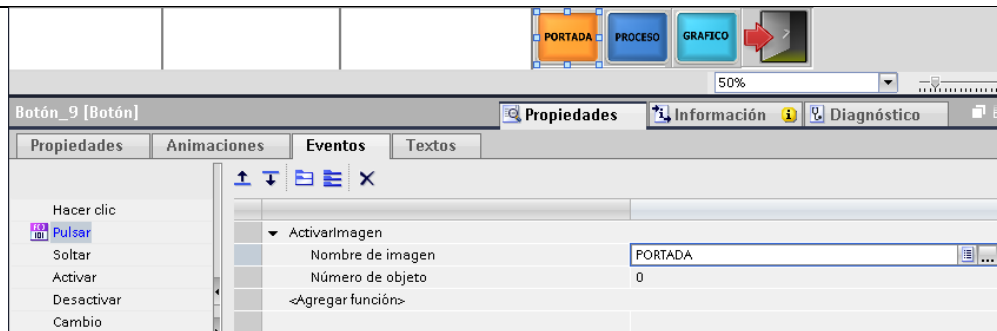 PORTADA PROCESO GRAFICO
50%
Botón_9 [Botón] Propiedades Información Diagnóstico
Propiedades Animaciones Eventos Textos
Hacer clic
Pulsar ActivarImagen
Soltar Nombre de imagen PORTADA
Activar Número de objeto 0
Desactivar <Agregar función>
Cambio